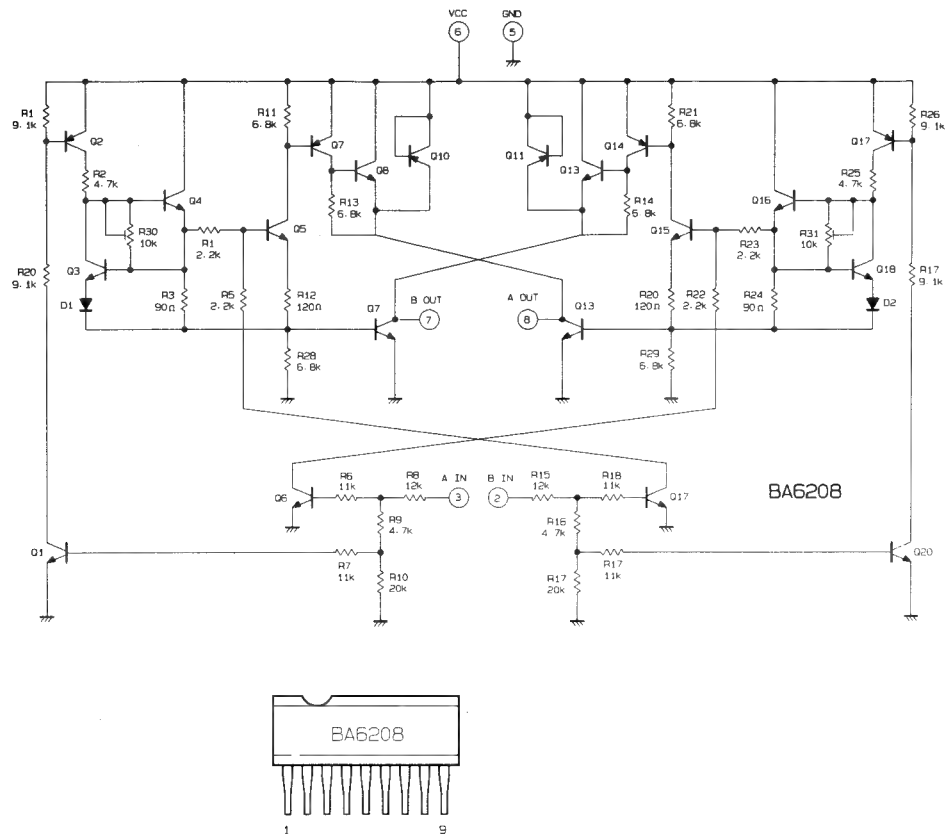 VCC
6
GND
5
R1
9.1k
Q2
R2
4.7k
Q4
R30
10k
Q3
R20
9.1k
D1
R3
90Ω
R1
2.2k
R5
2.2k
R11
6.8k
Q7
Q8
Q10
R13
6.8k
Q5
R12
120Ω
R28
6.8k
Q7
B OUT
7
A OUT
8
Q13
Q11
Q13
Q14
R21
6.8k
R14
6.8k
Q15
R20
120Ω
R22
2.2k
R23
2.2k
R24
90Ω
R29
6.8k
Q16
R31
10k
Q17
R25
4.7k
R26
9.1k
Q18
R17
9.1k
D2
Q6
R6
11k
R8
12k
A IN
3
B IN
2
R15
12k
R18
11k
Q17
BA6208
R9
4.7k
R16
4.7k
Q1
R7
11k
R10
20k
R17
20k
R17
11k
Q20
BA6208
1
9